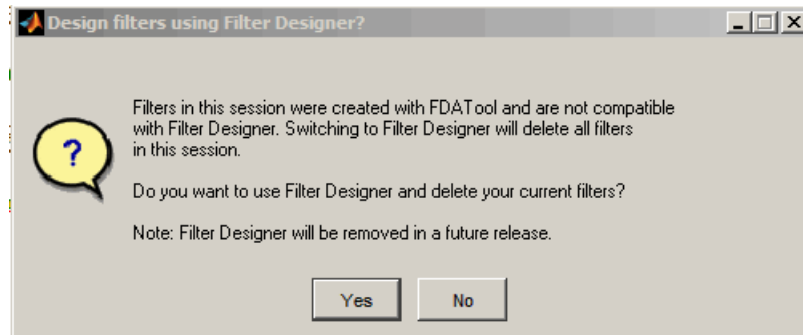 Design filters using Filter Designer?
Filters in this session were created with FDATool and are not compatible
with Filter Designer. Switching to Filter Designer will delete all filters
in this session.
?
Do you want to use Filter Designer and delete your current filters?
Note: Filter Designer will be removed in a future release.
Yes
No